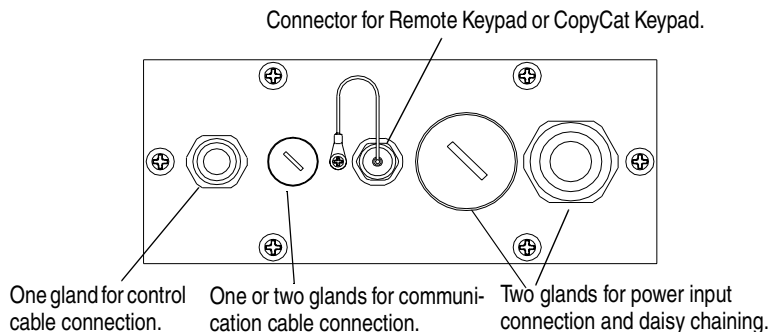 Connector for Remote Keypad or CopyCat Keypad.
One gland for control
cable connection.
One or two glands for communi-
cation cable connection.
Two glands for power input
connection and daisy chaining.